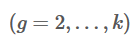 (g = 2, . . . , k)